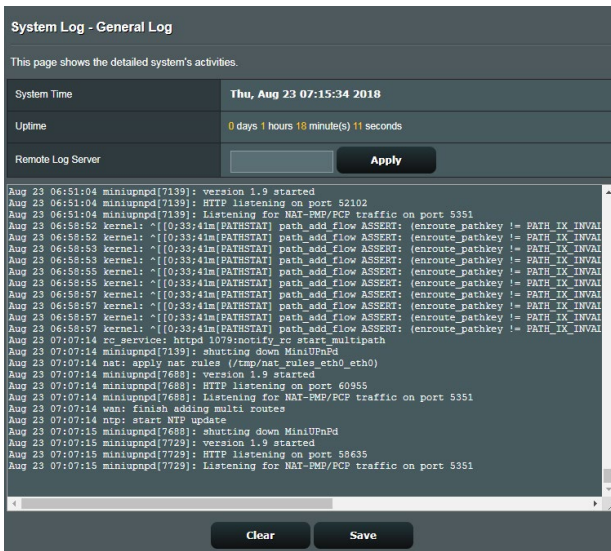 System Log - General Log
This page shows the detailed system's activities.
System Time Thu, Aug 23 07:15:34 2018
Uptime 0 days 1 hours 18 minute(s) 11 seconds
Remote Log Server Apply
Aug 23 06:51:04 miniupnpd[7139]: version 1.9 started
Aug 23 06:51:04 miniupnpd[7139]: HTTP listening on port 52102
Aug 23 06:51:04 miniupnpd[7139]: Listening for NAT-PMP/PCP traffic on port 5351
Aug 23 06:58:52 kernel: ^[[0;33;41m[PATHSTAT] path_add_flow ASSERT: (enroute_pathkey != PATH_IX_INVAL
Aug 23 06:58:52 kernel: ^[[0;33;41m[PATHSTAT] path_add_flow ASSERT: (enroute_pathkey != PATH_IX_INVAL
Aug 23 06:58:53 kernel: ^[[0;33;41m[PATHSTAT] path_add_flow ASSERT: (enroute_pathkey != PATH_IX_INVAL
Aug 23 06:58:53 kernel: ^[[0;33;41m[PATHSTAT] path_add_flow ASSERT: (enroute_pathkey != PATH_IX_INVAL
Aug 23 06:58:55 kernel: ^[[0;33;41m[PATHSTAT] path_add_flow ASSERT: (enroute_pathkey != PATH_IX_INVAL
Aug 23 06:58:55 kernel: ^[[0;33;41m[PATHSTAT] path_add_flow ASSERT: (enroute_pathkey != PATH_IX_INVAL
Aug 23 06:58:57 kernel: ^[[0;33;41m[PATHSTAT] path_add_flow ASSERT: (enroute_pathkey != PATH_IX_INVAL
Aug 23 06:58:57 kernel: ^[[0;33;41m[PATHSTAT] path_add_flow ASSERT: (enroute_pathkey != PATH_IX_INVAL
Aug 23 06:58:57 kernel: ^[[0;33;41m[PATHSTAT] path_add_flow ASSERT: (enroute_pathkey != PATH_IX_INVAL
Aug 23 06:58:57 kernel: ^[[0;33;41m[PATHSTAT] path_add_flow ASSERT: (enroute_pathkey != PATH_IX_INVAL
Aug 23 07:07:14 rc_service: httpd 1079:notify_rc start_multipath
Aug 23 07:07:14 miniupnpd[7139]: shutting down MiniUPnPd
Aug 23 07:07:14 nat: apply nat rules (/tmp/nat_rules_eth0_eth0)
Aug 23 07:07:14 miniupnpd[7688]: version 1.9 started
Aug 23 07:07:14 miniupnpd[7688]: HTTP listening on port 60955
Aug 23 07:07:14 miniupnpd[7688]: Listening for NAT-PMP/PCP traffic on port 5351
Aug 23 07:07:14 wan: finish adding multi routes
Aug 23 07:07:14 ntp: start NTP update
Aug 23 07:07:15 miniupnpd[7688]: shutting down MiniUPnPd
Aug 23 07:07:15 miniupnpd[7729]: version 1.9 started
Aug 23 07:07:15 miniupnpd[7729]: HTTP listening on port 58635
Aug 23 07:07:15 miniupnpd[7729]: Listening for NAT-PMP/PCP traffic on port 5351
Clear Save